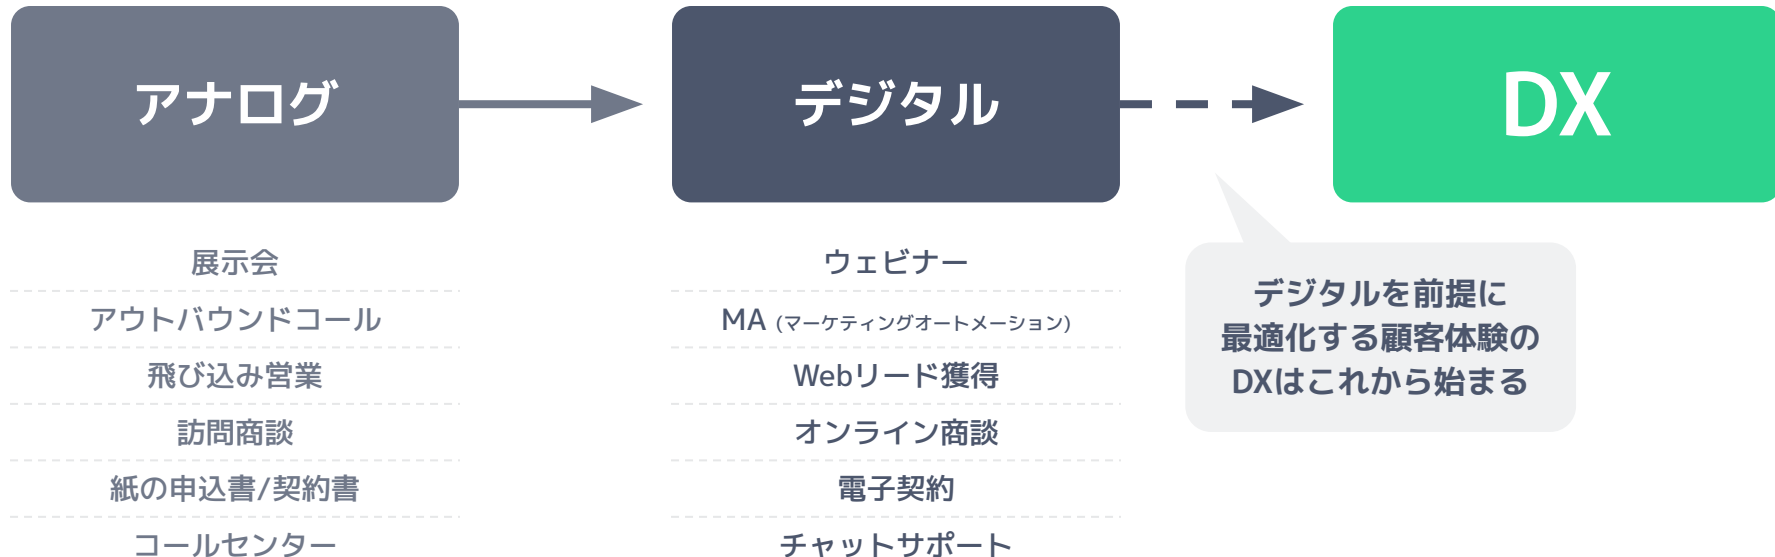 アナログ
デジタル
DX
展示会
アウトバウンドコール
飛び込み営業
訪問商談
紙の申込書/契約書
コールセンター
ウェビナー
MA (マーケティングオートメーション)
Webリード獲得
オンライン商談
電子契約
チャットサポート
デジタルを前提に
最適化する顧客体験の
DXはこれから始まる